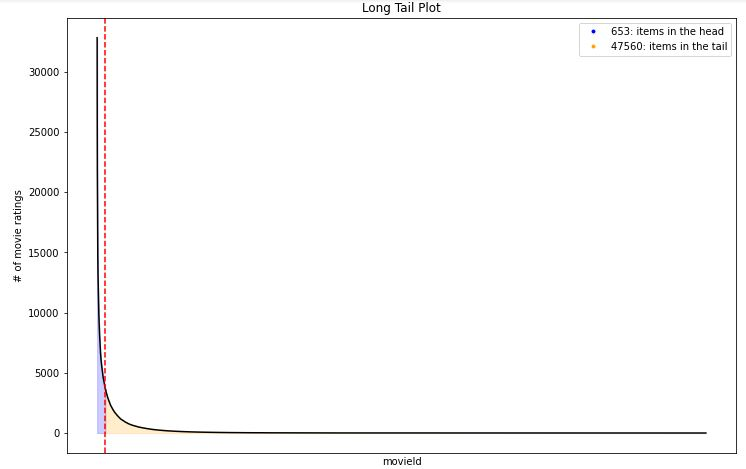 Long Tail Plot
653: items in the head
47560: items in the tail
30000
25000
20000
15000
10000
5000
0
# of movie ratings
movieId